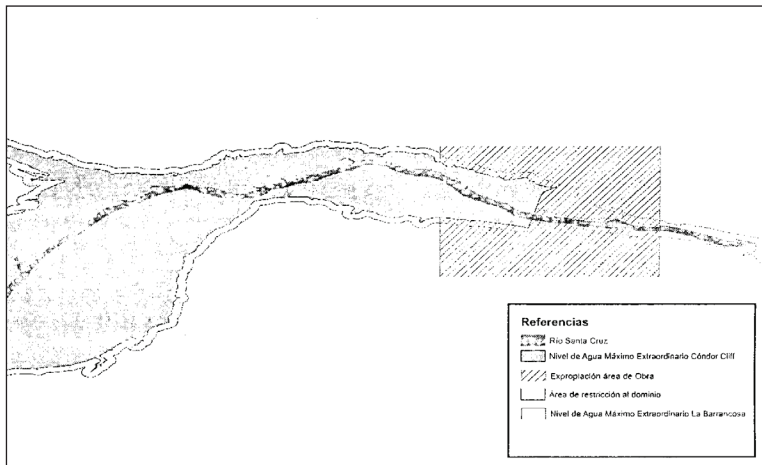 Referencias
Río Santa Cruz
Nivel de Agua Máximo Extraordinario Cóndor Cliff
Expropiación área de Obra
Área de restricción al dominio
Nivel de Agua Máximo Extraordinario La Barrancosa